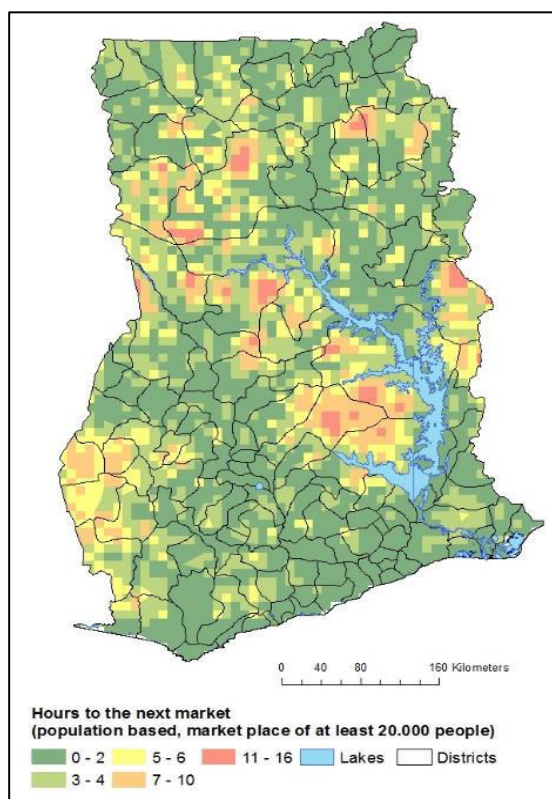 0 40 80 160 Kilometers
Hours to the next market
(population based, market place of at least 20.000 people)
0 - 2 5 - 6 11 - 16 Lakes Districts
3 - 4 7 - 10